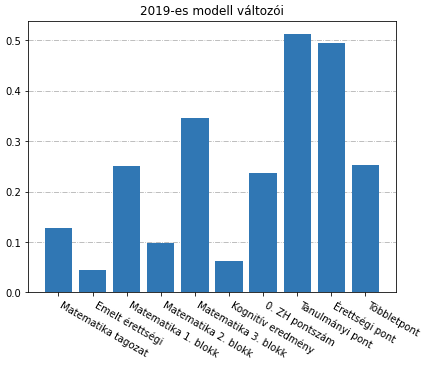 2019-es modell változói
0.5
0.4
0.3
0.2
0.1
0.0
Matematika tagozat
Emelt érettségi
Matematika 1. blokk
Matematika 2. blokk
Matematika 3. blokk
Kognitív eredmény
0. ZH pontszám
Tanulmányi pont
Érettségi pont
Többletpont